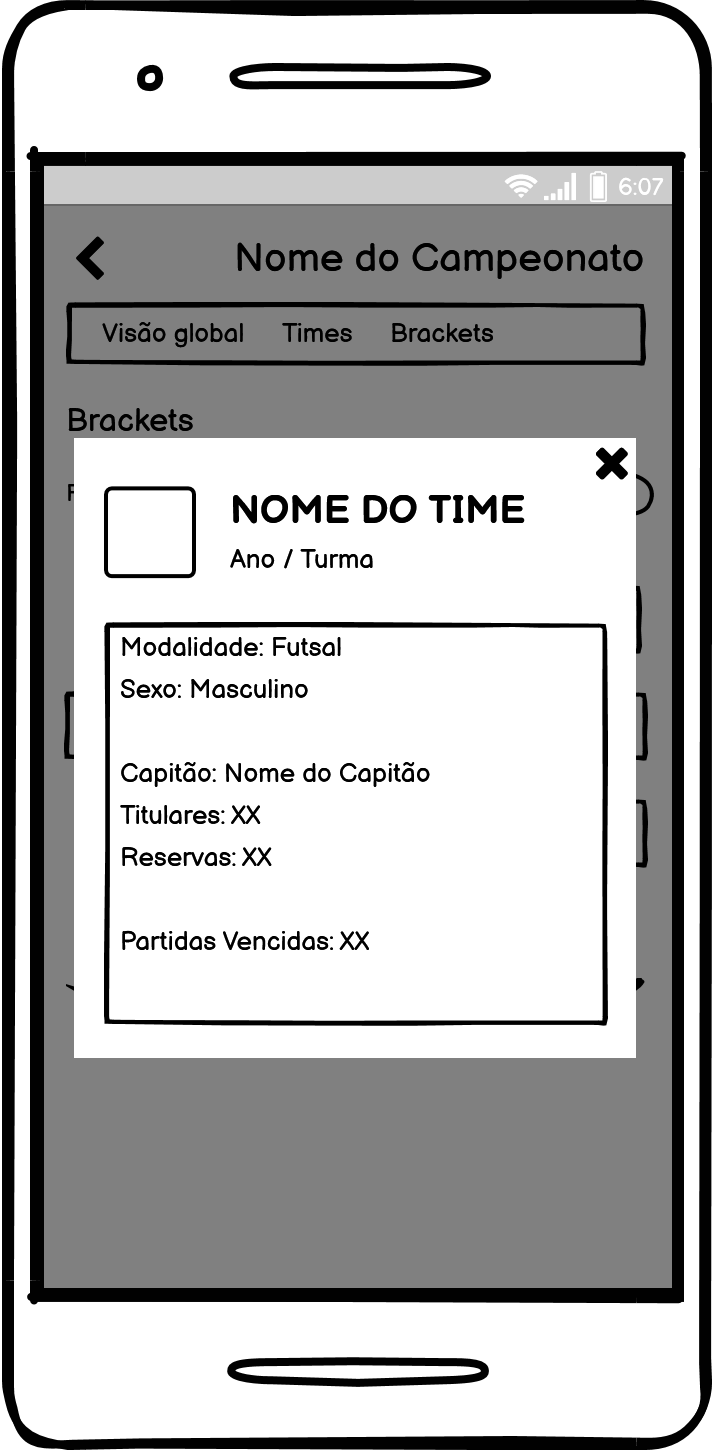 6:07
Nome do Campeonato
Visão global Times Brackets
Brackets
NOME DO TIME
Ano / Turma
Modalidade: Futsal
Sexo: Masculino
Capitão: Nome do Capitão
Titulares: XX
Reservas: XX
Partidas Vencidas: XX